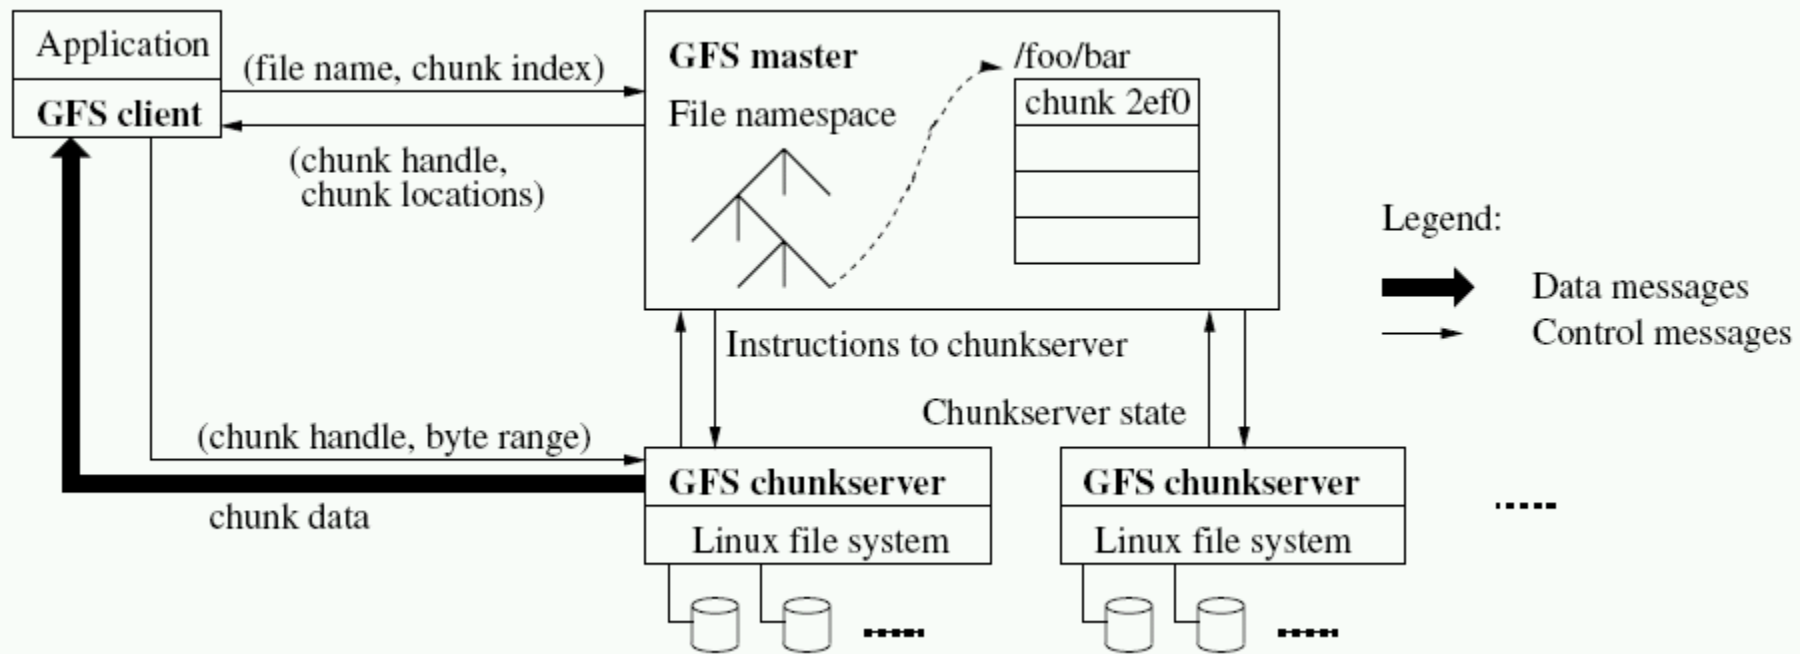 Application
GFS client
(file name, chunk index)
(chunk handle,
chunk locations)
GFS master
File namespace
/foo/bar
chunk 2ef0
Legend:
Data messages
Control messages
Instructions to chunkserver
Chunkserver state
(chunk handle, byte range)
chunk data
GFS chunkserver
Linux file system
GFS chunkserver
Linux file system